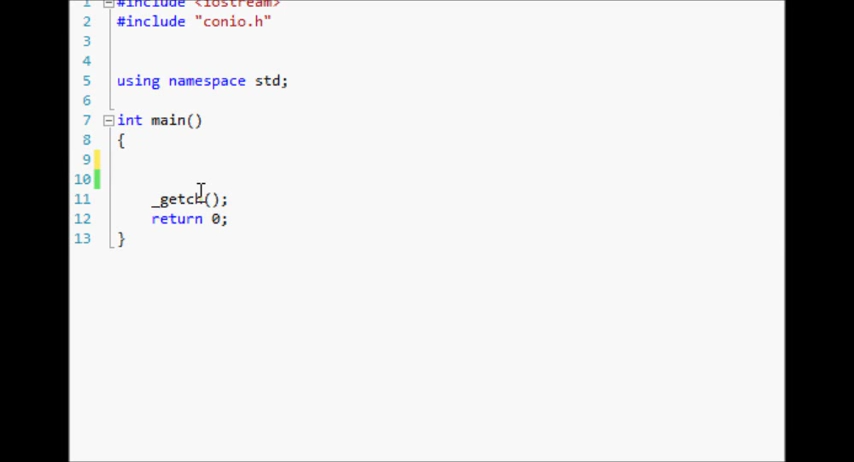 1 #include <iostream>
2 #include "conio.h"
3
4
5 using namespace std;
6
7 int main()
8 {
9
10
11 _getch();
12 return 0;
13 }